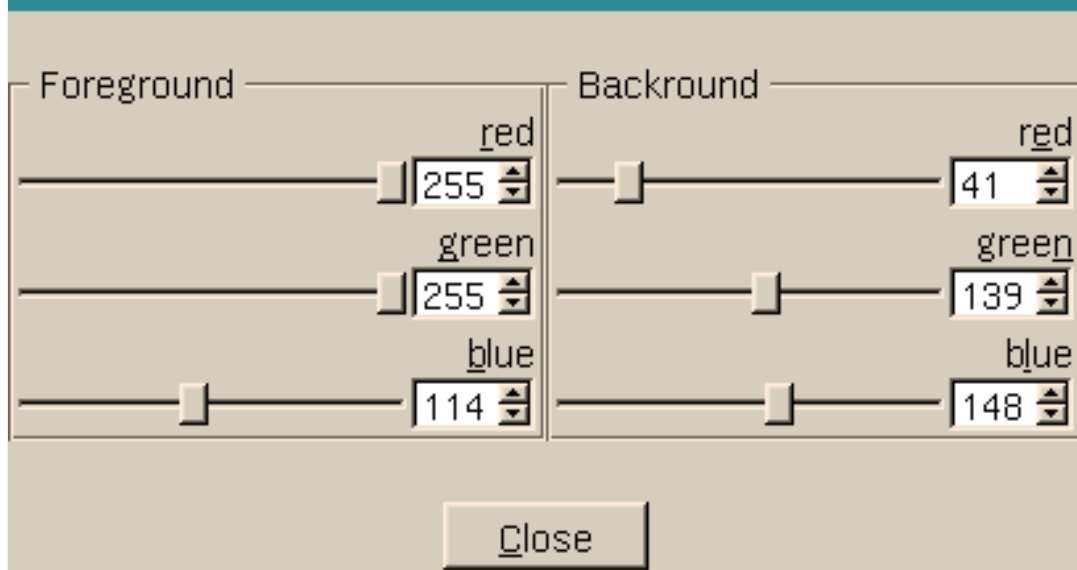 Foreground Backround
red red
255 41
green green
255 139
blue blue
114 148
Close